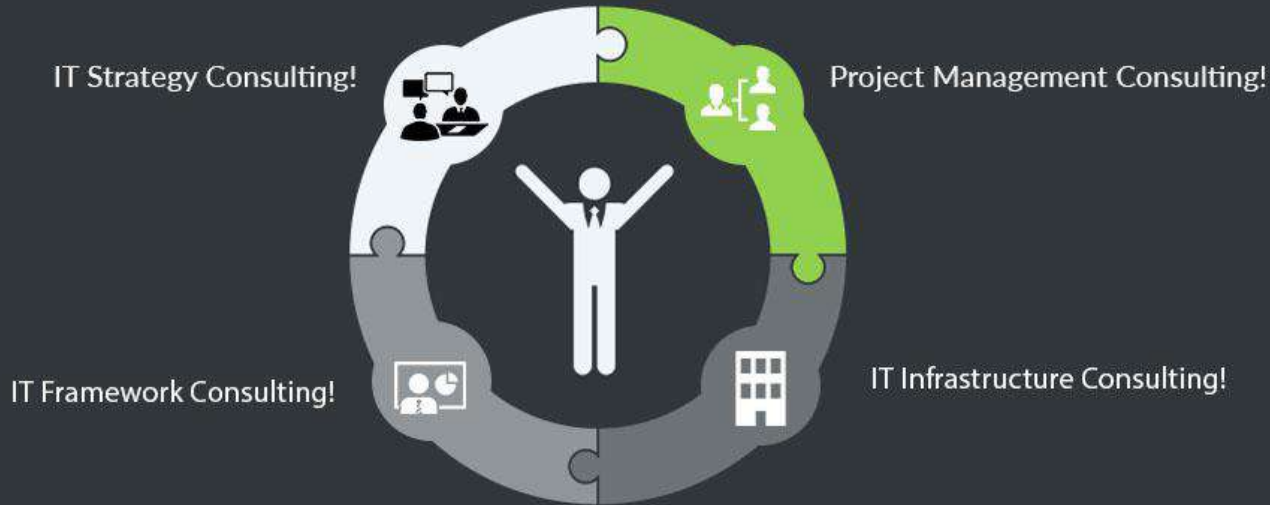 IT Strategy Consulting!
Project Management Consulting!
IT Framework Consulting!
IT Infrastructure Consulting!